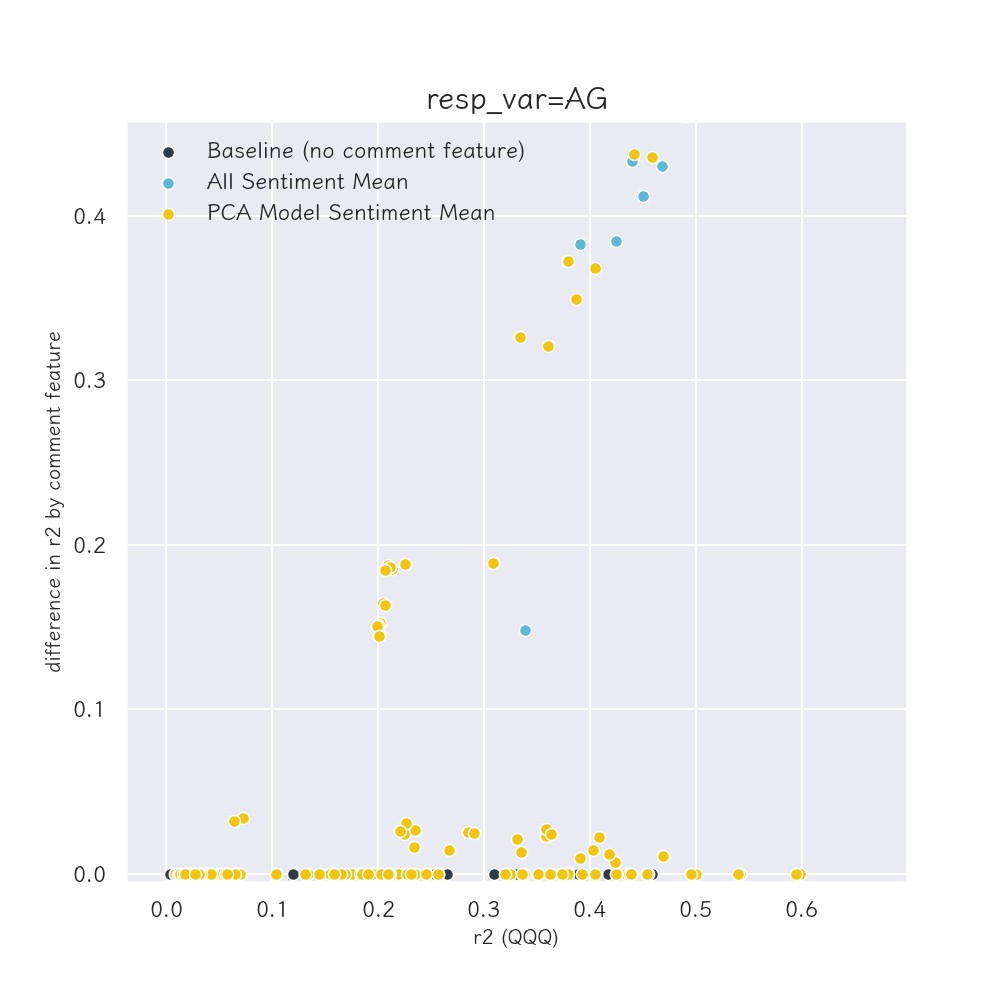 resp_var=AG
Baseline (no comment feature)
All Sentiment Mean
PCA Model Sentiment Mean
difference in r2 by comment feature
0.4
0.3
0.2
0.1
0.0
0.0 0.1 0.2 0.3 0.4 0.5 0.6
r2 (QQQ)